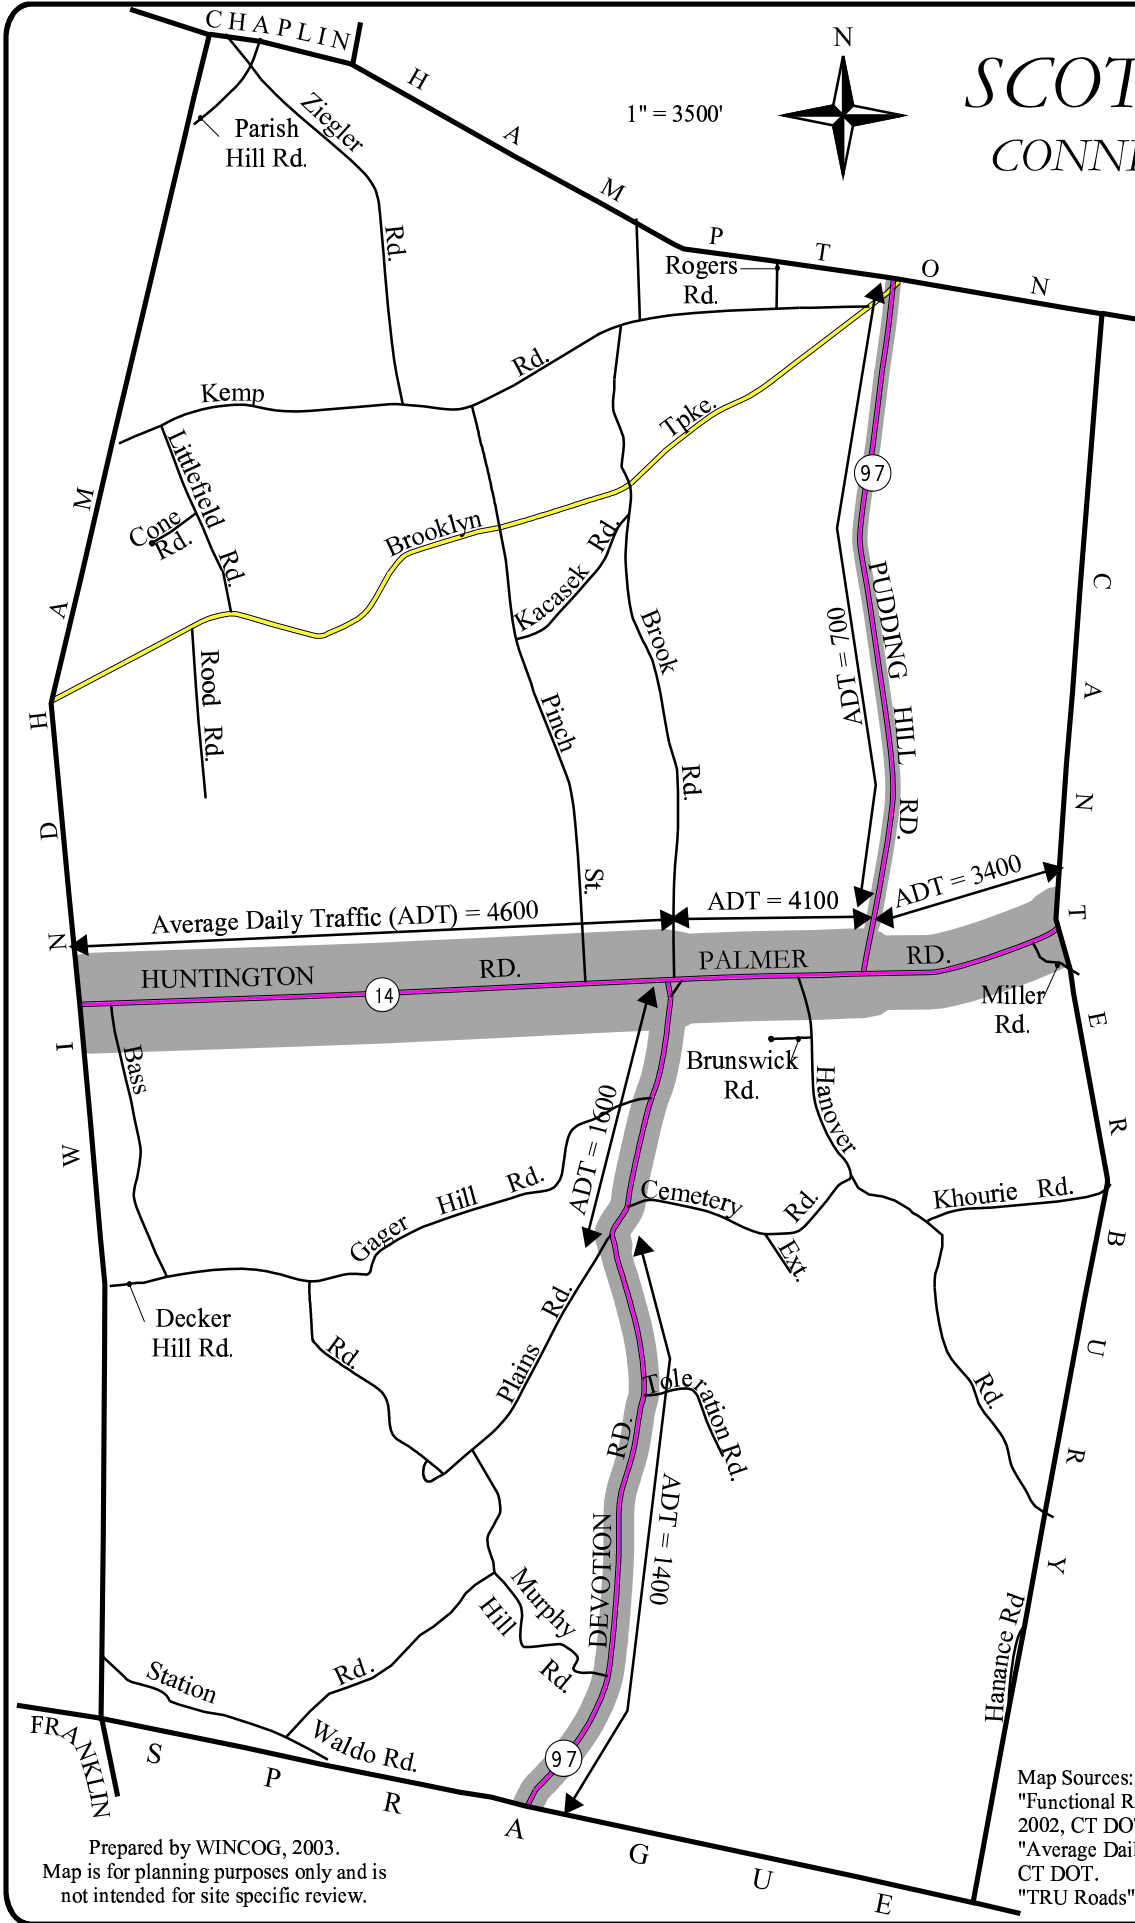 CHAPLIN
HAMPTON
N
1" = 3500'
SCOT
CONN
Parish
Hill Rd.
Ziegler
Rd.
Rogers
Rd.
Kemp
Rd.
Littlefield
Rd.
Cone
Rd.
Brooklyn
Tpke.
Kacasek
Rd.
Rood
Rd.
Pinch
St.
Brook
Rd.
97
PUDDING
HILL
RD.
ADT = 700
WINDHAM
CANTERBURY
Average Daily Traffic (ADT) = 4600
ADT = 4100
ADT = 3400
HUNTINGTON
RD.
PALMER
RD.
14
Miller
Rd.
Bass
Brunswick
Rd.
Hanover
ADT = 1600
Gager
Hill
Rd.
Cemetery
Rd.
Ext.
Khourie Rd.
Decker
Hill Rd.
Rd.
Plains
Rd.
Toleration Rd.
Rd.
RD.
DEVOTION
ADT = 1400
Murphy
Hill
Rd.
Hanance Rd
Station
Rd.
Waldo Rd.
97
FRANKLIN
SPRAGUE
Prepared by WINCOG, 2003.
Map is for planning purposes only and is
not intended for site specific review.
Map Sources:
"Functional R
2002, CT DO
"Average Dai
CT DOT.
"TRU Roads"